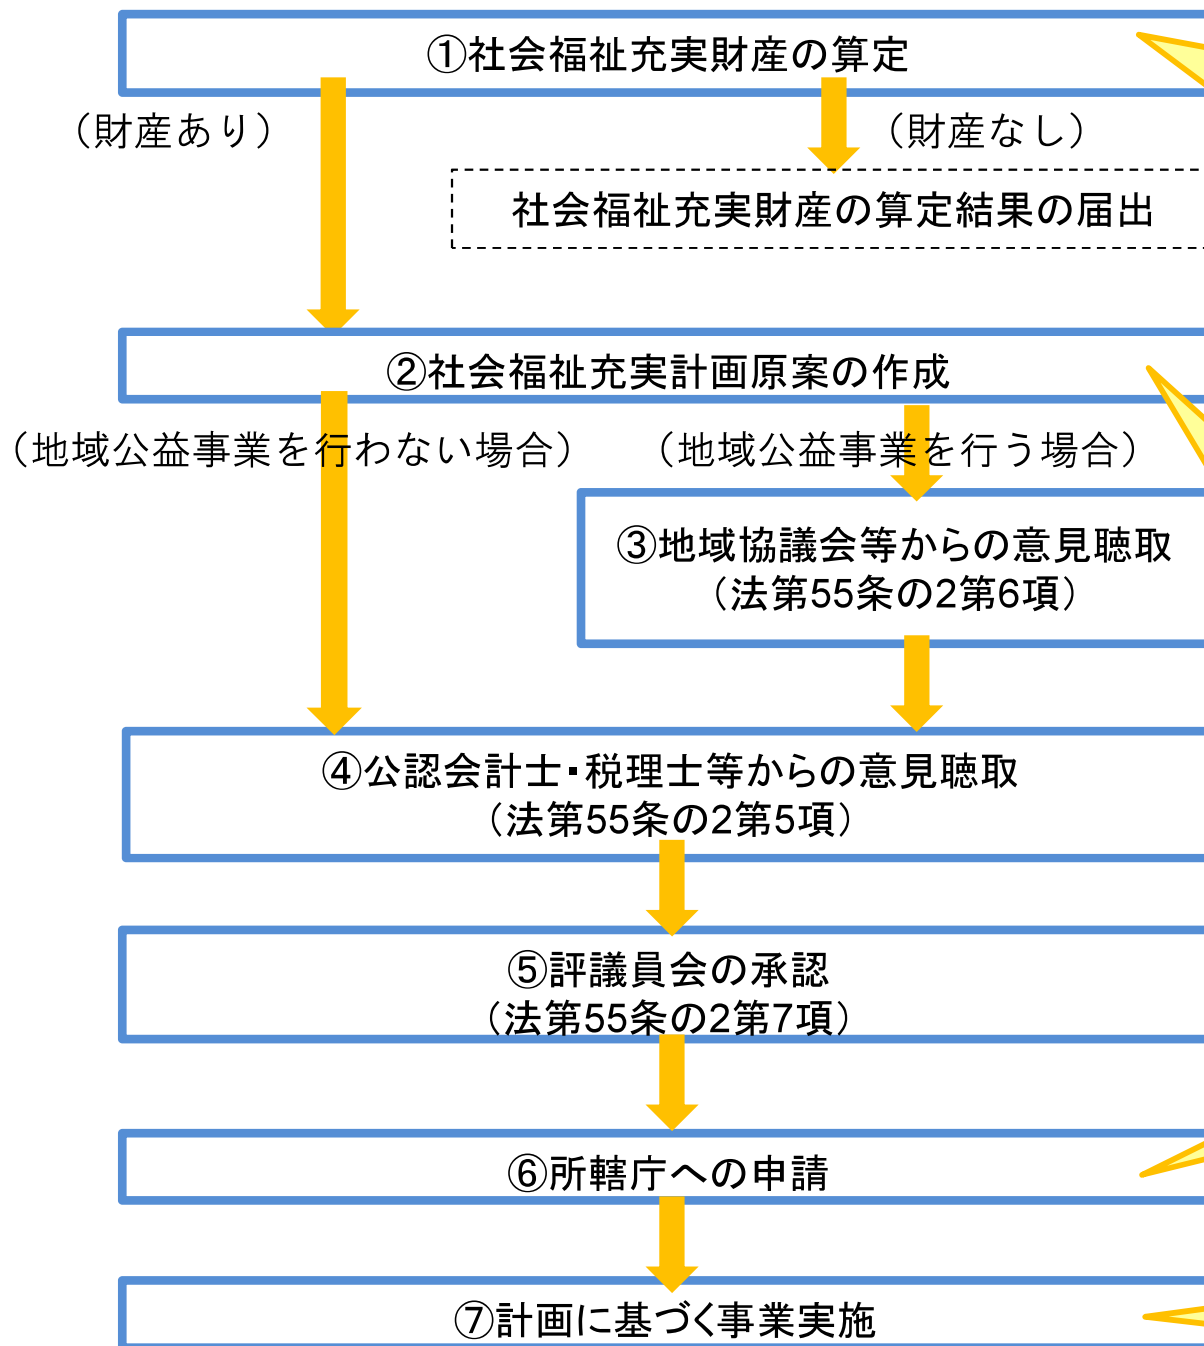 ①社会福祉充実財産の算定
（財産あり）
（財産なし）
社会福祉充実財産の算定結果の届出
②社会福祉充実計画原案の作成
（地域公益事業を行わない場合）
（地域公益事業を行う場合）
③地域協議会等からの意見聴取
（法第55条の2第6項）
④公認会計士・税理士等からの意見聴取
（法第55条の2第5項）
⑤評議員会の承認
（法第55条の2第7項）
⑥所轄庁への申請
⑦計画に基づく事業実施